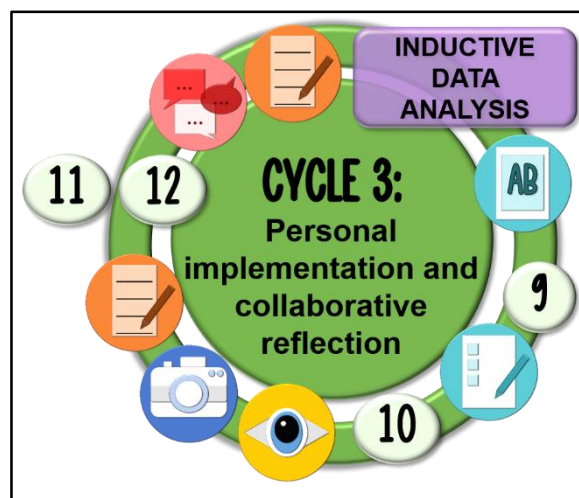 INDUCTIVE
DATA
ANALYSIS
...
...
...
11
12
CYCLE 3:
Personal
implementation and
collaborative
reflection
AB
9
10